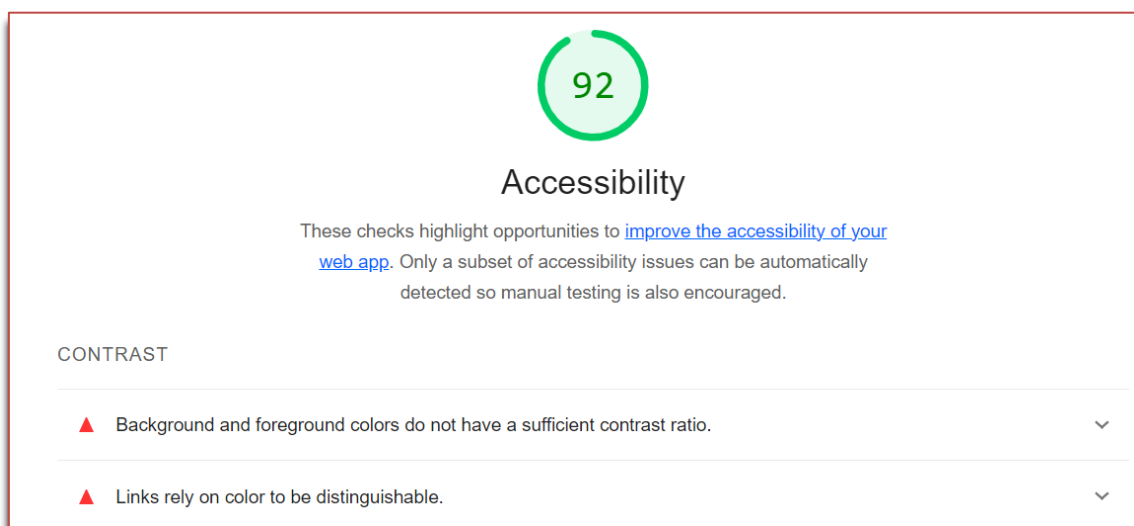 92
Accessibility
These checks highlight opportunities to improve the accessibility of your
web app. Only a subset of accessibility issues can be automatically
detected so manual testing is also encouraged.
CONTRAST
Background and foreground colors do not have a sufficient contrast ratio.
Links rely on color to be distinguishable.